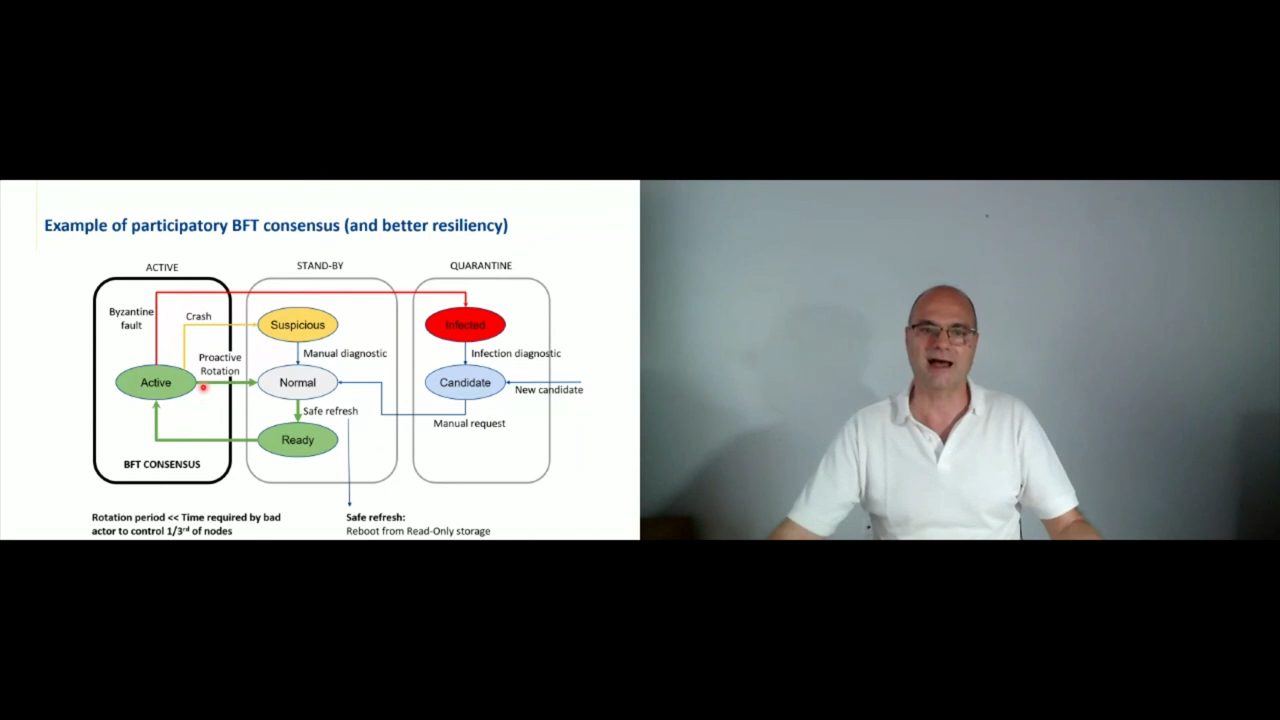 Example of participatory BFT consensus (and better resiliency)
ACTIVE
STAND-BY
QUARANTINE
Byzantine
fault
Crash
Suspicious
Infected
Manual diagnostic
Infection diagnostic
Proactive
Rotation
Active
Normal
Candidate
New candidate
Safe refresh
Manual request
Ready
BFT CONSENSUS
Rotation period << Time required by bad
actor to control 1/3rd of nodes
Safe refresh:
Reboot from Read-Only storage